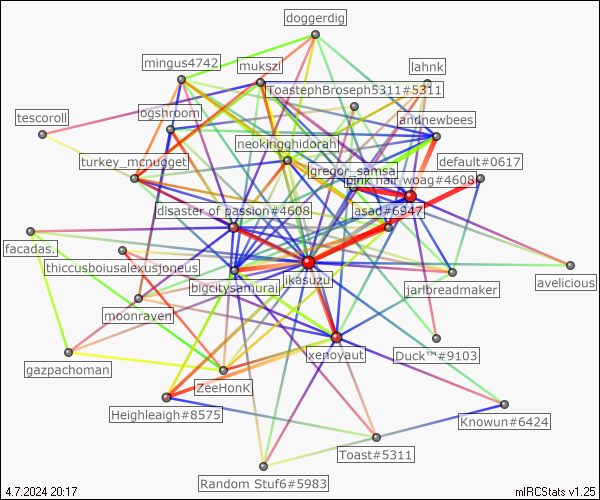 doggerdig
mingus4742
mukszi
lahnk
ToastephBroseph5311#5311
ogshroom
tescoroll
andnewbees
neokingghidorah
turkey_mcnugget
gregor_samsa
default#0617
pink hair woag#4608
disaster of passion#4608
asad#6947
facadas.
thiccusboiusalexusjoneus
bigcitysamurai
ikasuzu
jarlbreadmaker
avelicious
moonraven
xenoyaut
Duck™#9103
gazpachoman
ZeeHonKi
Heighleaigh#8575
Knowun#6424
Toast#5311
Random Stuf6#5983
4.7.2024 20:17
mIRCStats v1.25